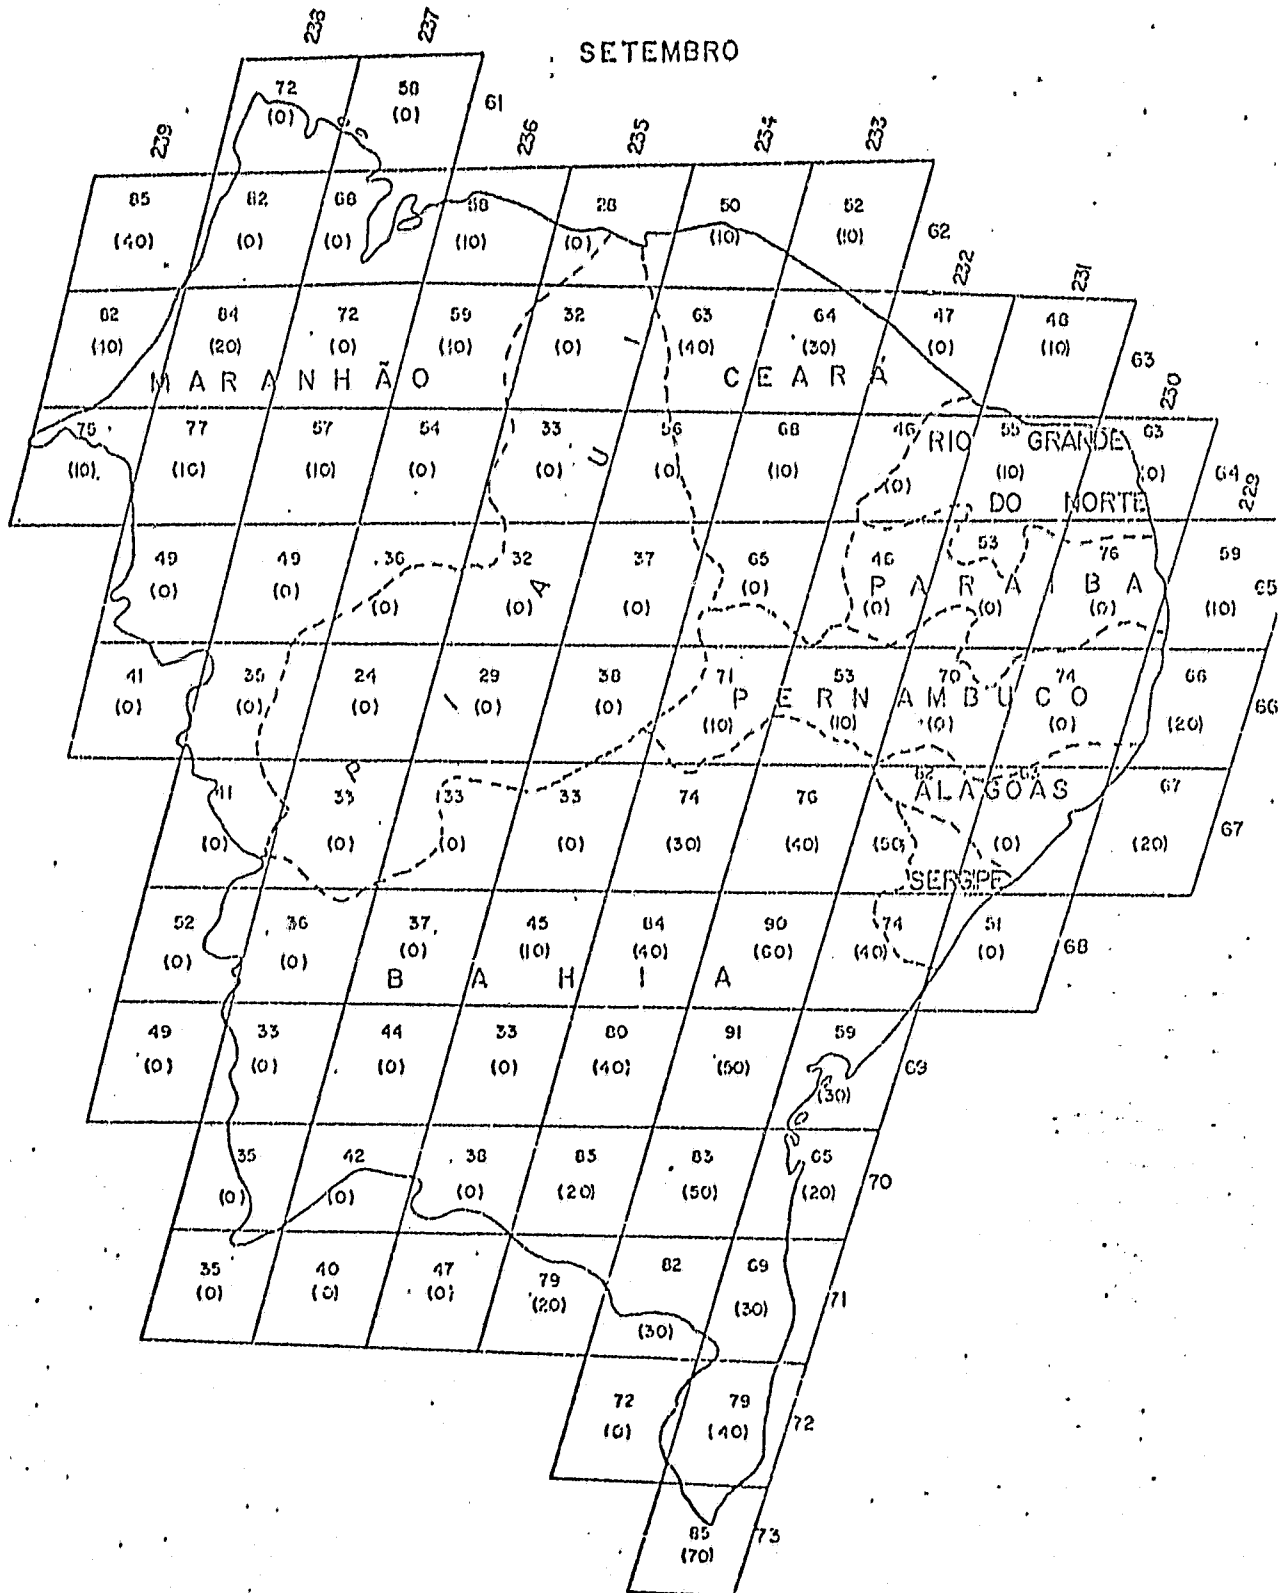 238 237
SETEMBRO
72 58 61
(0) (0)
239 236 235 234 233
85 82 68 58 28 50 52
(40) (0) (0) (10) (0) (10) (10) 62
232 231
82 84 72 59 32 63 64 47 48
(10) (20) (0) (10) (0) (40) (30) (0) (10) 63
MARANHÃO PIAUI CEARÁ
230
75 77 57 54 33 56 68 46 55 63
RIO GRANDE
(10) (10) (10) (0) (0) (0) (10) (0) (10) (0) 64
DO NORTE 229
49 49 36 32 37 65 46 53 76 59
PARAIBA
(0) (0) (0) (0) (0) (0) (0) (0) (0) (10) 65
41 35 24 29 38 71 53 70 74 66
PERNAMBUCO
(0) (0) (0) (0) (0) (10) (10) (0) (0) (20) 66
41 33 33 33 74 76 82 67
ALAGOAS
(0) (0) (0) (0) (30) (40) (50) (0) (20) 67
SERGIPE
52 36 37 45 84 90 74 51
(0) (0) (0) (10) (40) (60) (40) (0) 68
BAHIA
49 33 44 33 80 91 59
(0) (0) (0) (0) (40) (50) (30) 69
35 42 38 83 83 65
(0) (0) (0) (20) (50) (20) 70
35 40 47 79 82 69
(0) (0) (0) (20) (30) (30) 71
72 79
(0) (40) 72
85 73
(70)